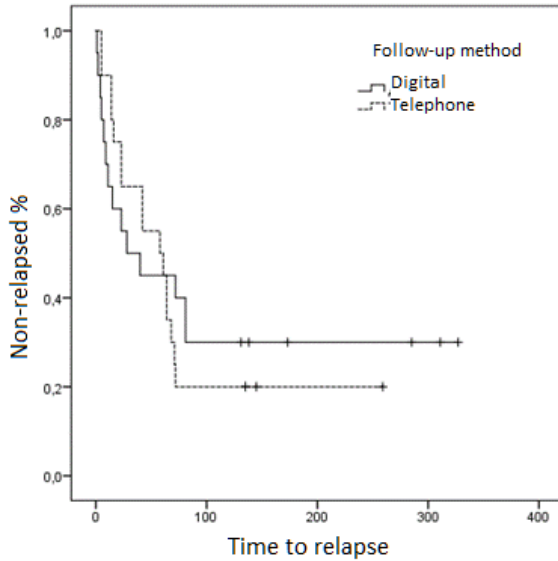 1,0
0,8
0,6
0,4
0,2
0,0
Non-relapsed %
Follow-up method
Digital
Telephone
0
100
200
300
400
Time to relapse